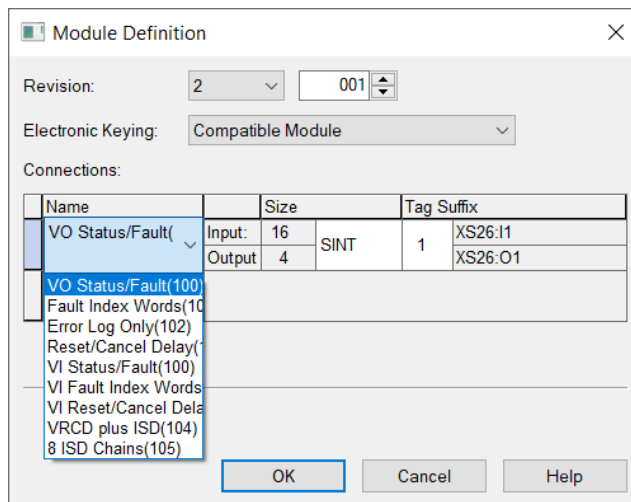 Module Definition
Revision: 2 001
Electronic Keying: Compatible Module
Connections:
Name Size Tag Suffix
VO Status/Fault( Input: 16 SINT 1 XS26:I1
Output 4 XS26:O1
VO Status/Fault(100)
Fault Index Words(10
Error Log Only(102)
Reset/Cancel Delay(
VI Status/Fault(100)
VI Fault Index Words
VI Reset/Cancel Dela
VRCD plus ISD(104)
8 ISD Chains(105)
OK Cancel Help